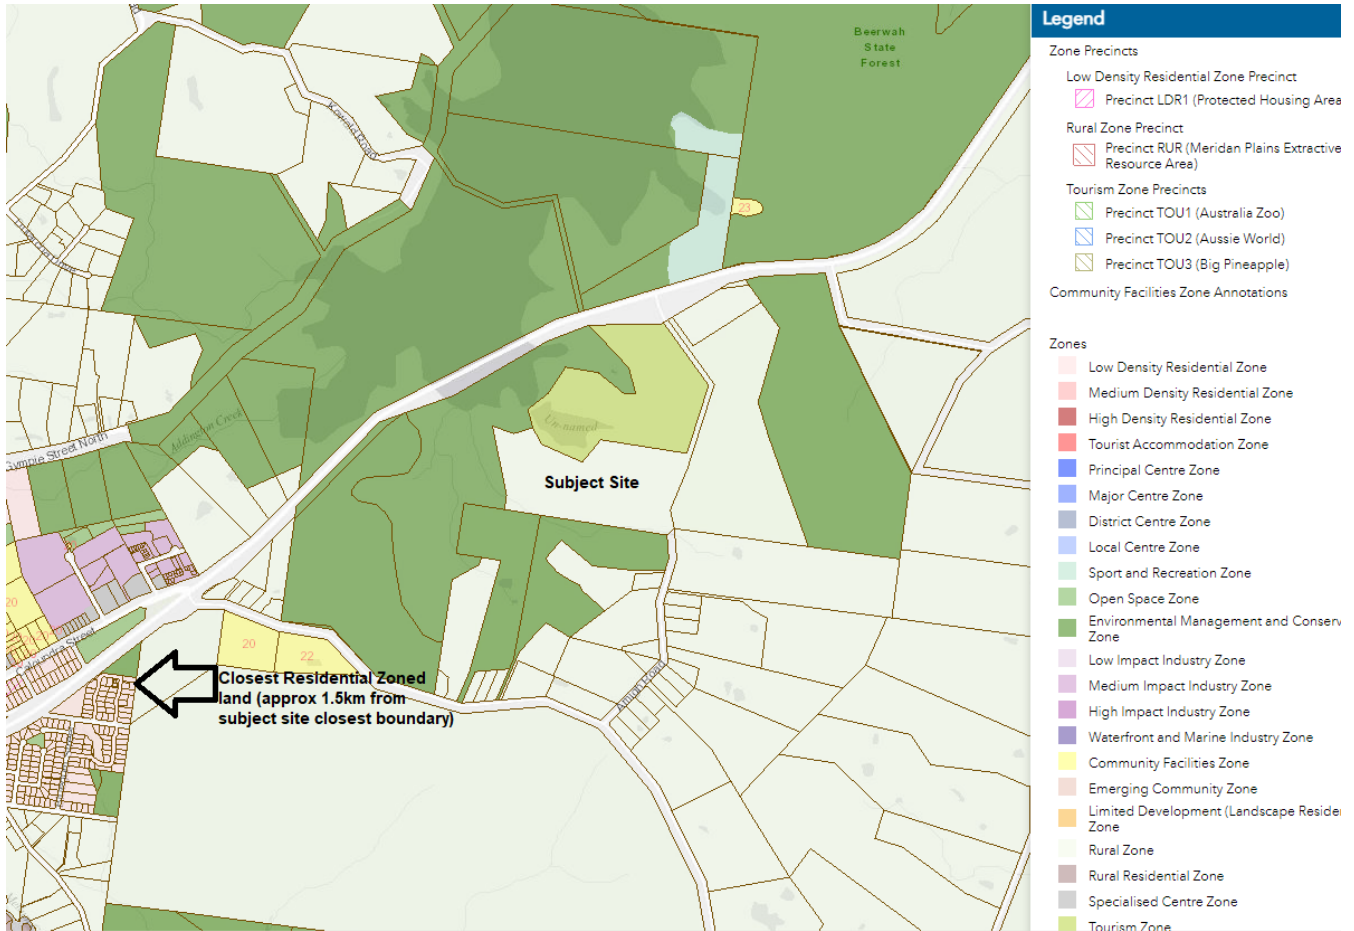 Beerwah
State
Forest
Kowald Road
23
Addington Creek
Gympie Street North
Un-named
Subject Site
20
Caloundra Street
20
22
Closest Residential Zoned
land (approx 1.5km from
subject site closest boundary)
Legend
Zone Precincts
Low Density Residential Zone Precinct
Precinct LDR1 (Protected Housing Area
Rural Zone Precinct
Precinct RUR (Meridan Plains Extractive
Resource Area)
Tourism Zone Precincts
Precinct TOU1 (Australia Zoo)
Precinct TOU2 (Aussie World)
Precinct TOU3 (Big Pineapple)
Community Facilities Zone Annotations
Zones
Low Density Residential Zone
Medium Density Residential Zone
High Density Residential Zone
Tourist Accommodation Zone
Principal Centre Zone
Major Centre Zone
District Centre Zone
Local Centre Zone
Sport and Recreation Zone
Open Space Zone
Environmental Management and Conserv
Zone
Low Impact Industry Zone
Medium Impact Industry Zone
High Impact Industry Zone
Waterfront and Marine Industry Zone
Community Facilities Zone
Emerging Community Zone
Limited Development (Landscape Reside
Zone
Rural Zone
Rural Residential Zone
Specialised Centre Zone
Tourism Zone